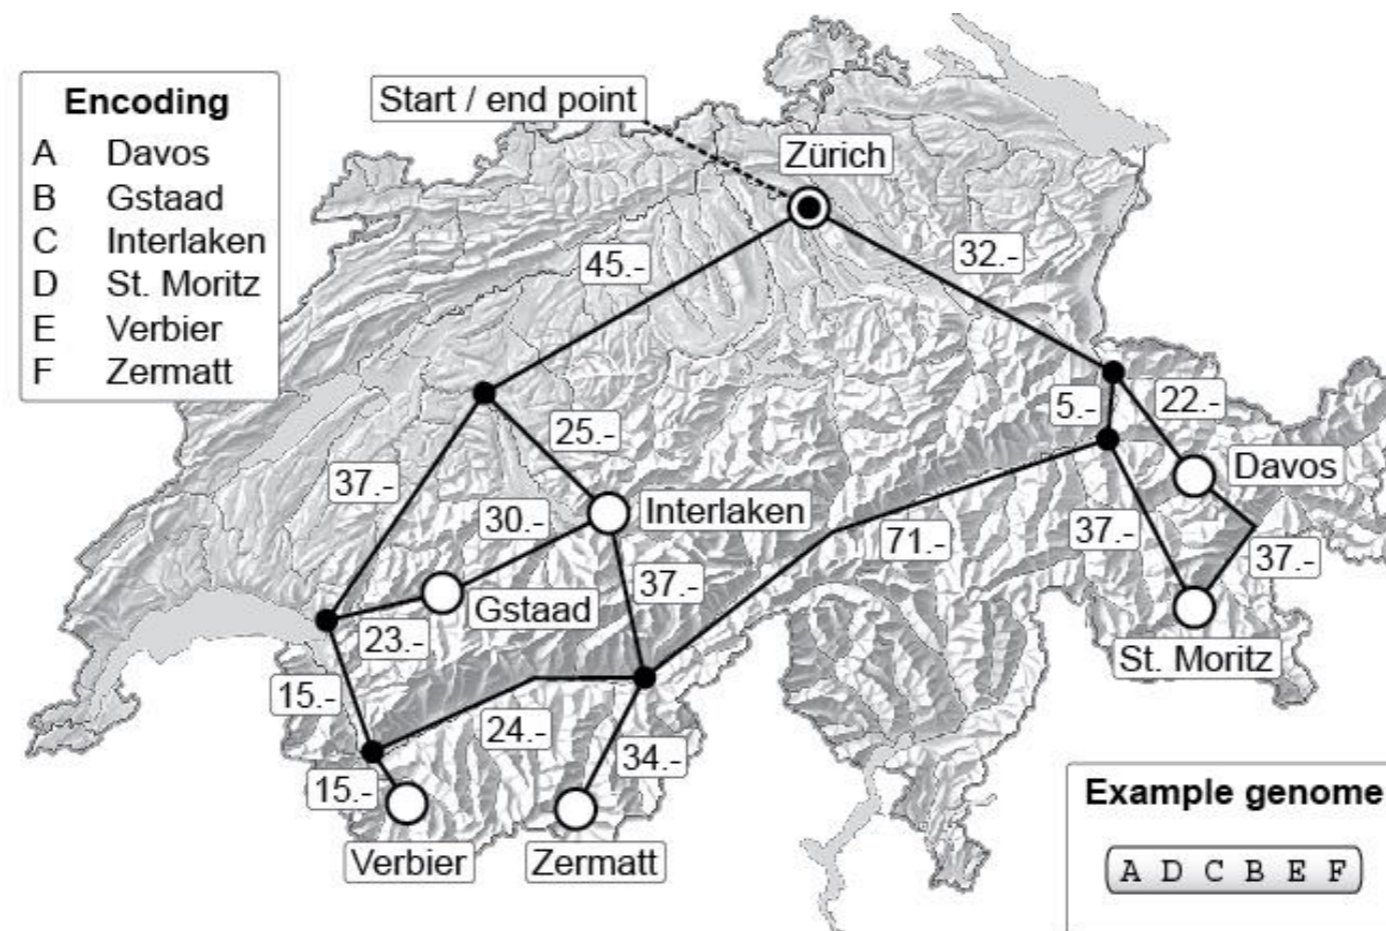 Encoding
A Davos
B Gstaad
C Interlaken
D St. Moritz
E Verbier
F Zermatt
Start / end point
Zürich
45.-
32.-
5.-
22.-
25.-
Davos
37.-
30.-
Interlaken
71.-
37.-
37.-
37.-
Gstaad
23.-
St. Moritz
15.-
24.-
34.-
15.-
Verbier
Zermatt
Example genome
A D C B E F